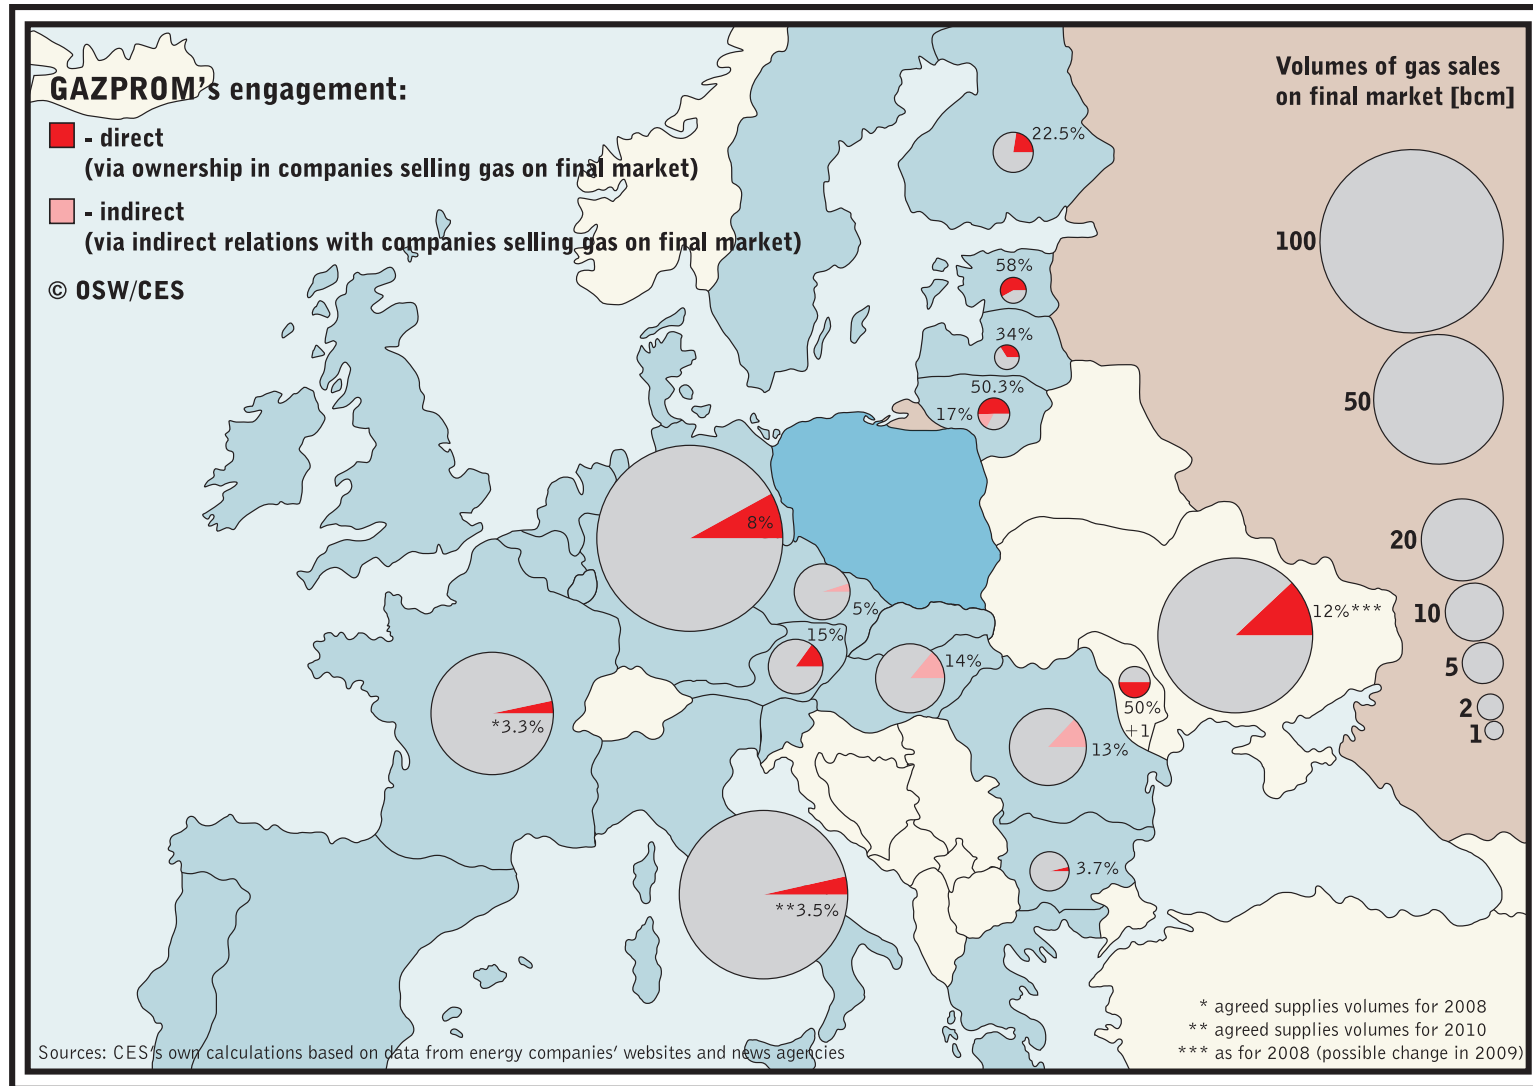 GAZPROM's engagement:
- direct
(via ownership in companies selling gas on final market)
- indirect
(via indirect relations with companies selling gas on final market)
© OSW/CES
Volumes of gas sales
on final market [bcm]
100
50
20
10
5
2
1
22.5%
58%
34%
50.3%
17%
8%
5%
15%
14%
12%***
50%
+1
*3.3%
13%
3.7%
**3.5%
* agreed supplies volumes for 2008
** agreed supplies volumes for 2010
*** as for 2008 (possible change in 2009)
Sources: CES's own calculations based on data from energy companies' websites and news agencies